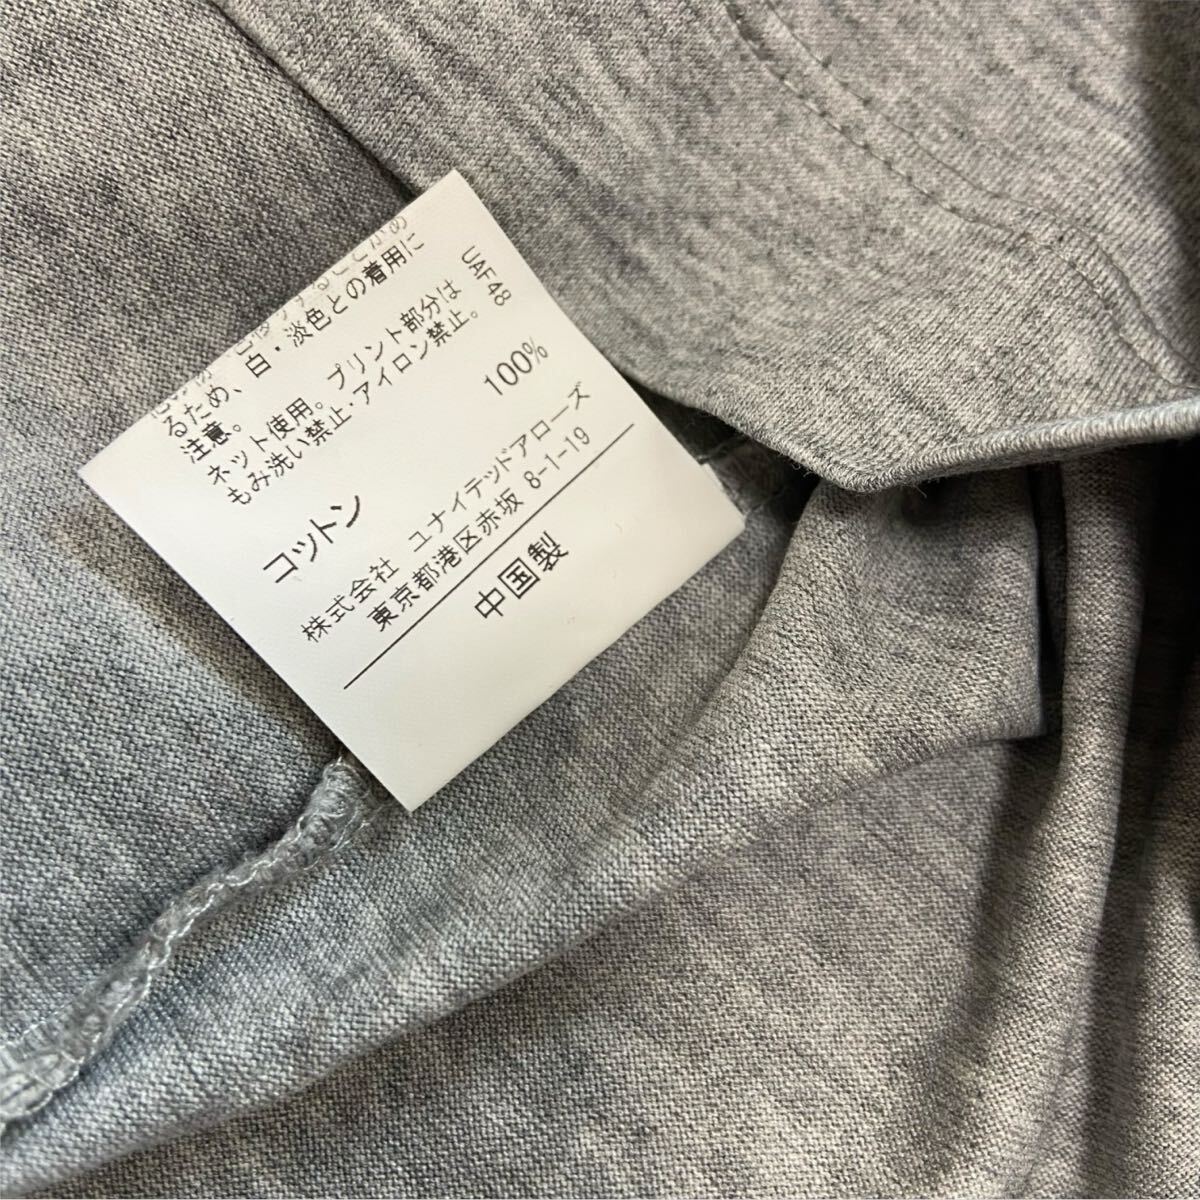 るため、白・淡色との着用に
注意。
ネット使用。プリント部分は
もみ洗い禁止・アイロン禁止。
UAF48
コットン 100%
株式会社 ユナイテッドアローズ
東京都港区赤坂 8-1-19
中国製